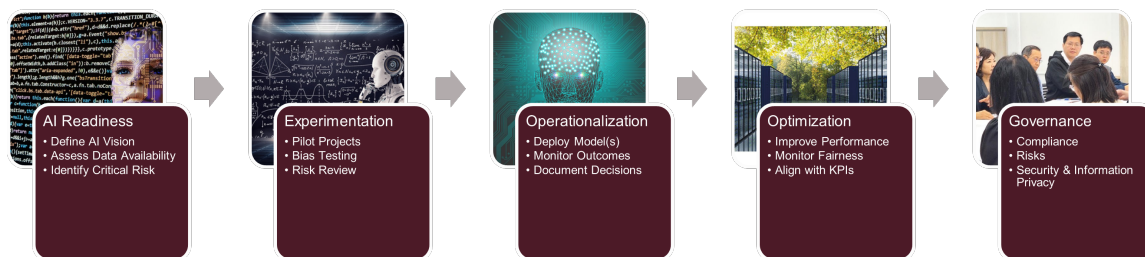 AI Readiness
• Define AI Vision
• Assess Data Availability
• Identify Critical Risk
Experimentation
• Pilot Projects
• Bias Testing
• Risk Review
Operationalization
• Deploy Model(s)
• Monitor Outcomes
• Document Decisions
Optimization
• Improve Performance
• Monitor Fairness
• Align with KPIs
Governance
• Compliance
• Risks
• Security & Information
Privacy